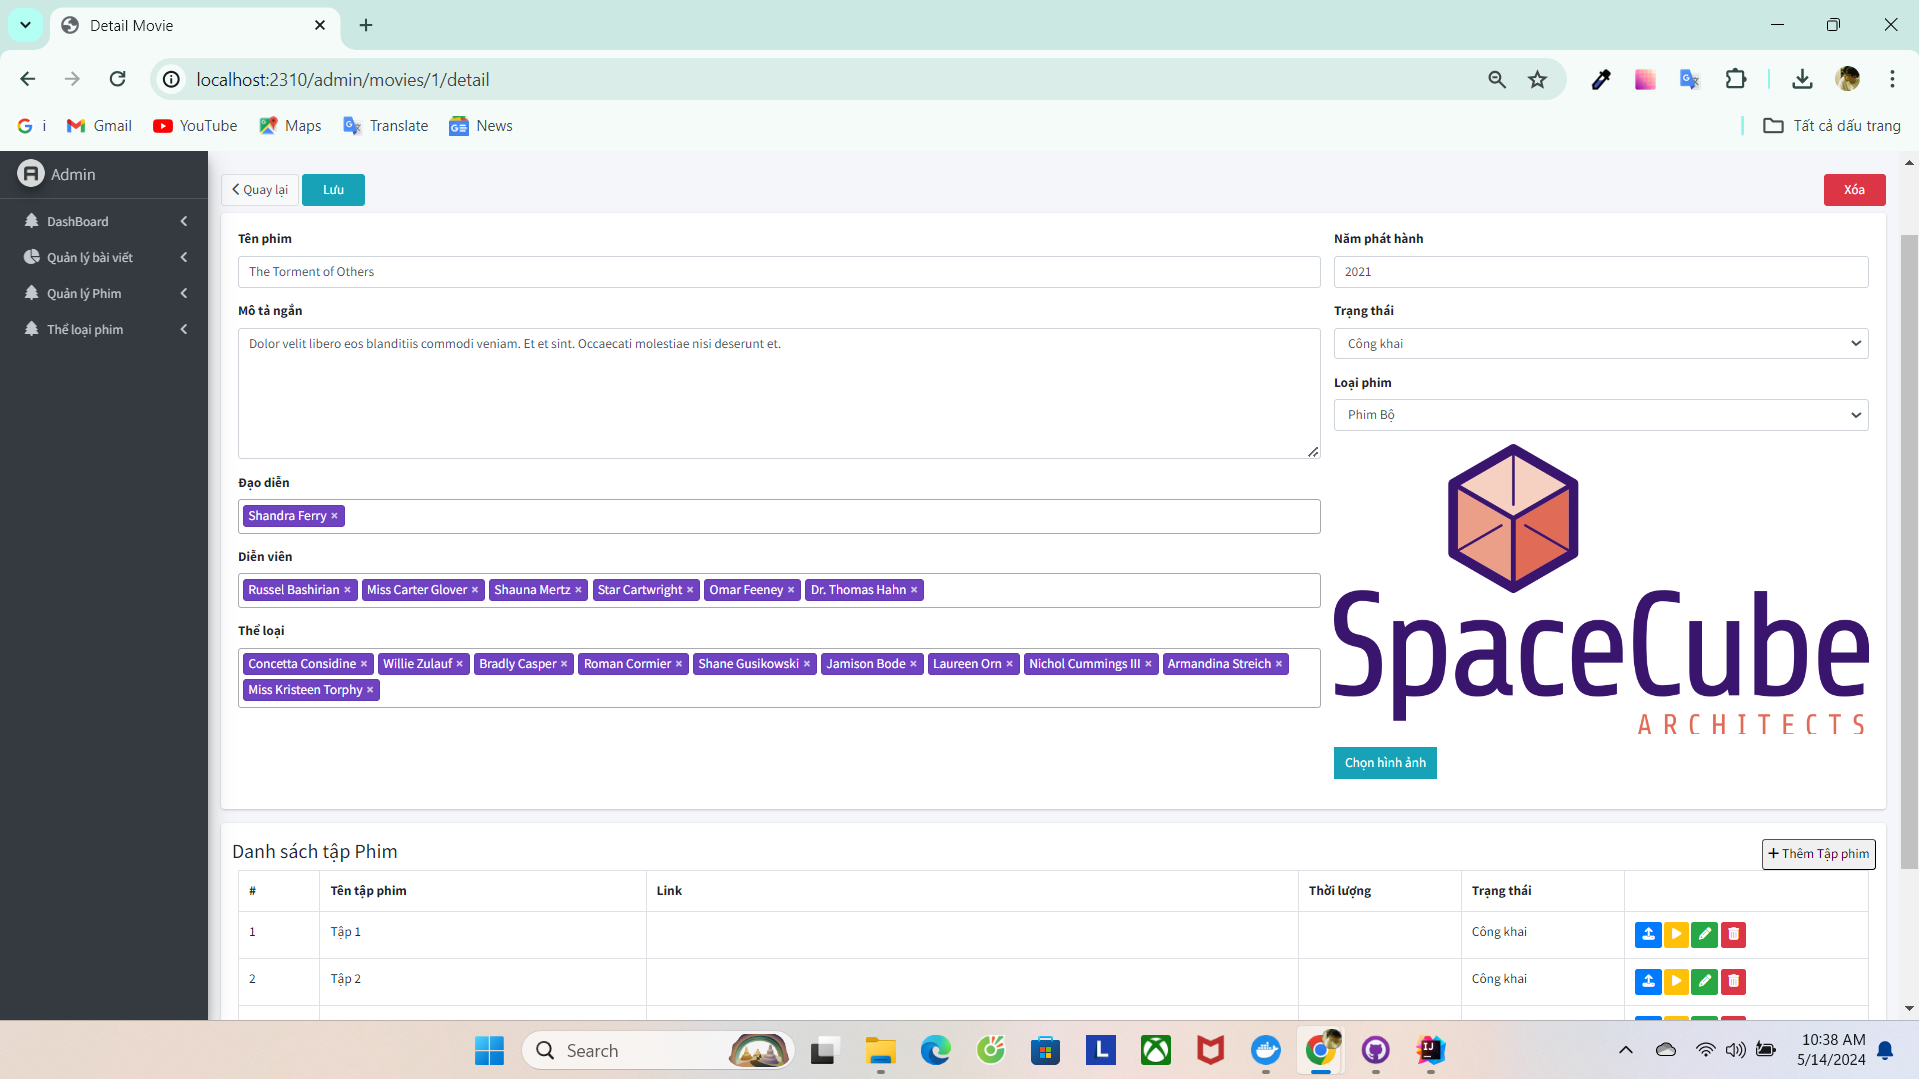 Detail Movie
localhost:2310/admin/movies/1/detail
i
Gmail
YouTube
Maps
Translate
News
Tất cả dấu trang
Admin
DashBoard
Quản lý bài viết
Quản lý Phim
Thể loại phim
Quay lại
Lưu
Xóa
Tên phim
The Torment of Others
Mô tả ngắn
Dolor velit libero eos blanditiis commodi veniam. Et et sint. Occaecati molestiae nisi deserunt et.
Đạo diễn
Shandra Ferry ×
Diễn viên
Russel Bashirian × Miss Carter Glover × Shauna Mertz × Star Cartwright × Omar Feeney × Dr. Thomas Hahn ×
Thể loại
Concetta Considine × Willie Zulauf × Bradly Casper × Roman Cormier × Shane Gusikowski × Jamison Bode × Laureen Orn × Nichol Cummings III × Armandina Streich ×
Miss Kristeen Torphy ×
Năm phát hành
2021
Trạng thái
Công khai
Loại phim
Phim Bộ
SpaceCube
ARCHITECTS
Chọn hình ảnh
Danh sách tập Phim
+ Thêm Tập phim
# Tên tập phim Link Thời lượng Trạng thái
1 Tập 1 Công khai
2 Tập 2 Công khai
Search
10:38 AM
5/14/2024